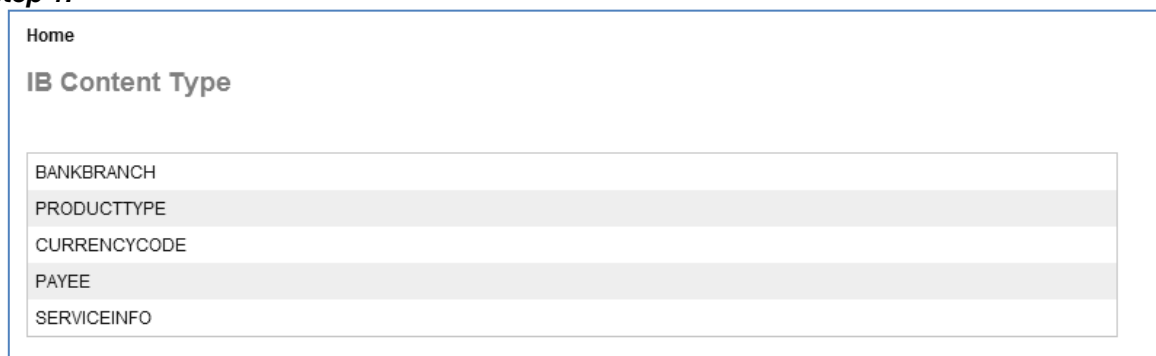 Home
IB Content Type
BANKBRANCH
PRODUCTTYPE
CURRENCYCODE
PAYEE
SERVICEINFO